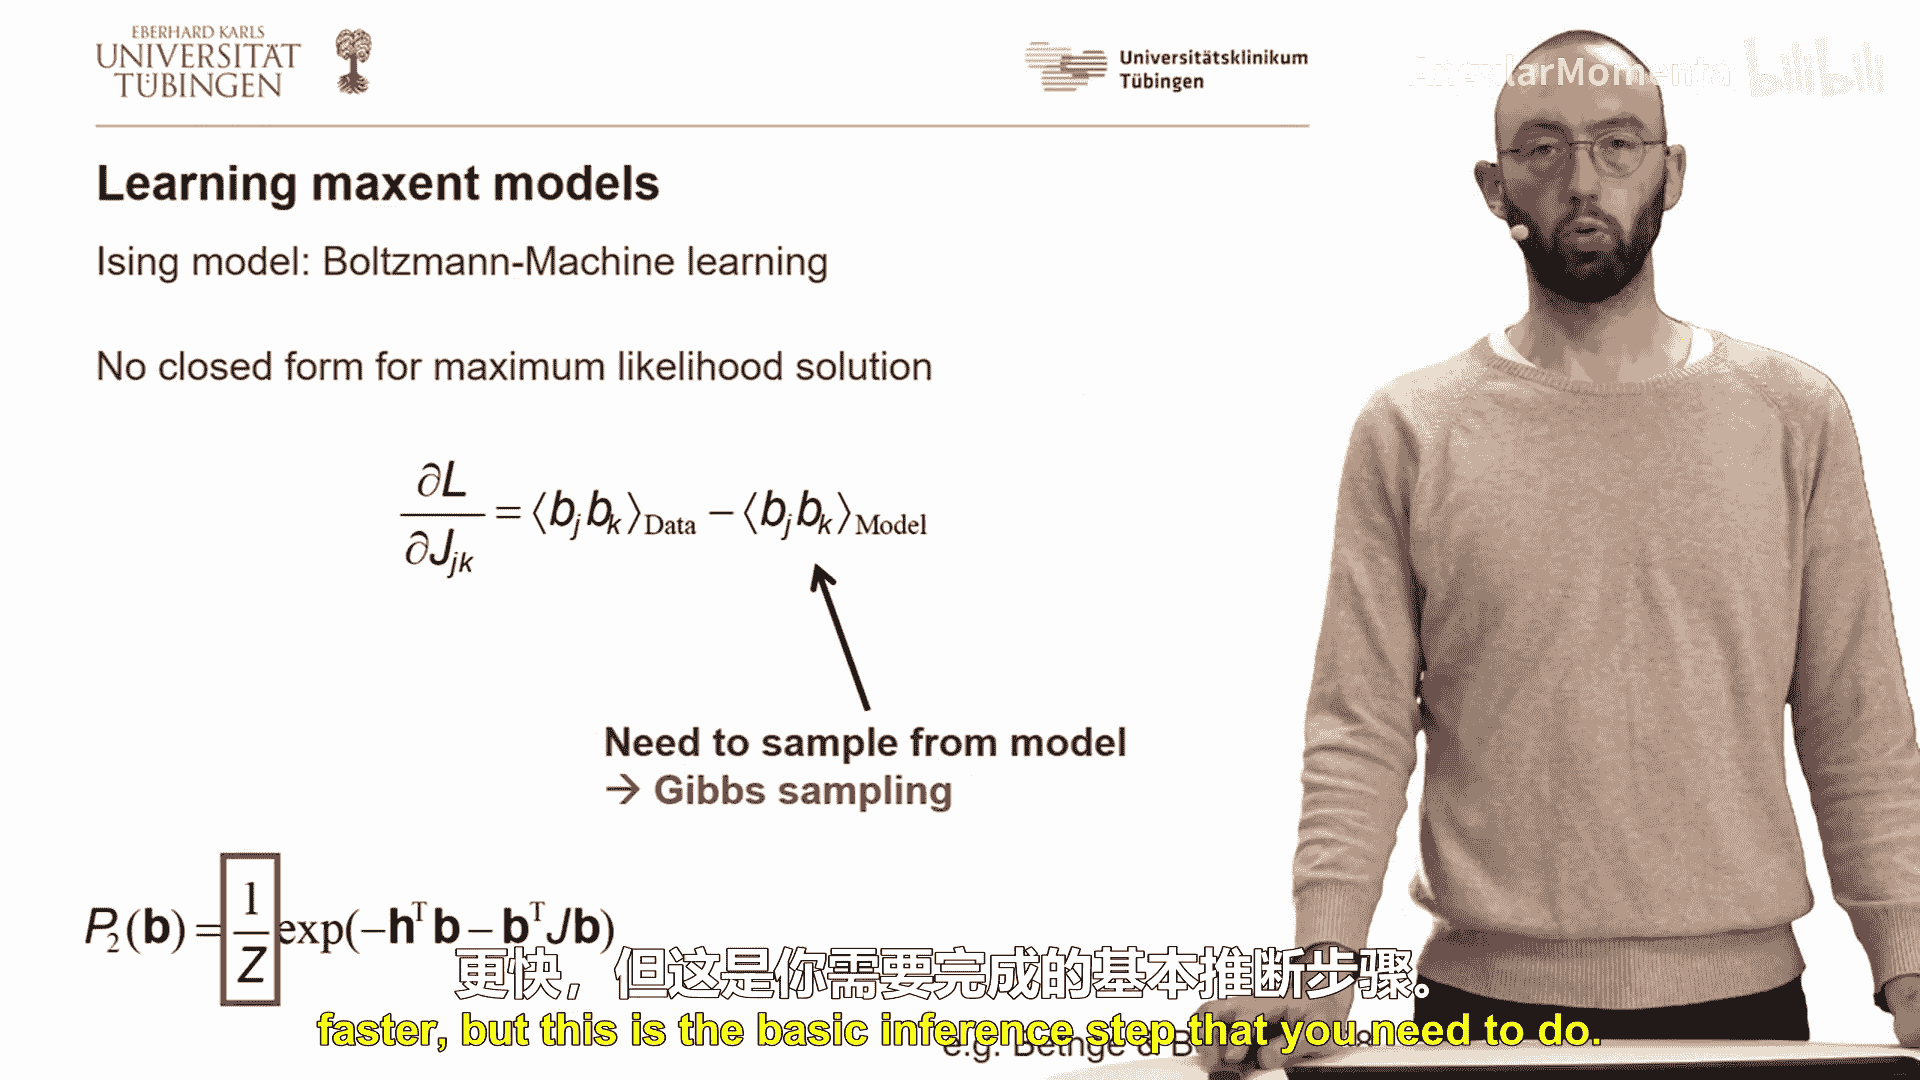 EBERHARD KARLS
UNIVERSITÄT
TÜBINGEN
Universitätsklinikum
Tübingen
bilibili
Learning maxent models
Ising model: Boltzmann-Machine learning
No closed form for maximum likelihood solution
∂L/∂J_jk = ⟨b_j b_k⟩_Data − ⟨b_j b_k⟩_Model
Need to sample from model
→ Gibbs sampling
P_2(b) = 1/Z exp(−h^T b − b^T J b)
更快，但这是你需要完成的基本推断步骤。
faster, but this is the basic inference step that you need to do.
e.g.